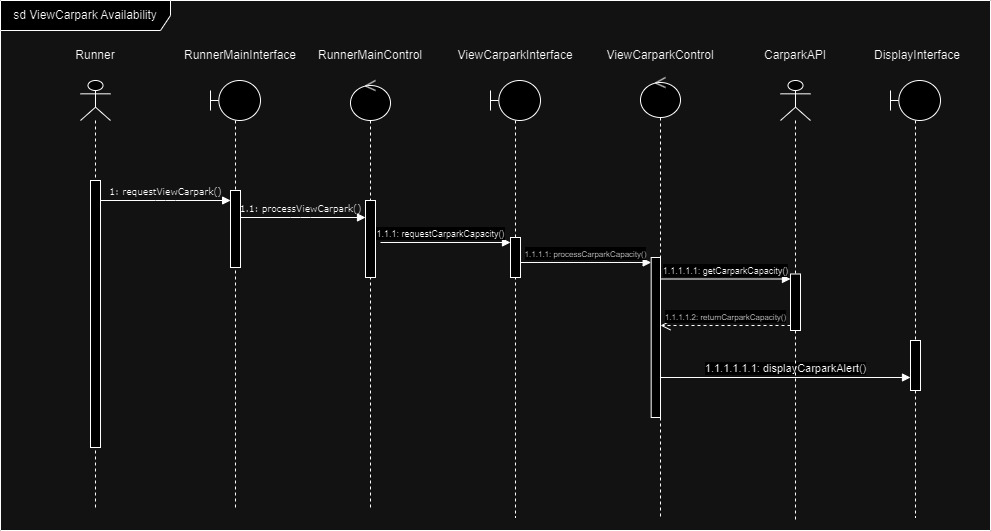 sd ViewCarpark Availability
Runner
RunnerMainInterface
RunnerMainControl
ViewCarparkInterface
ViewCarparkControl
CarparkAPI
DisplayInterface
1: requestViewCarpark()
1.1: processViewCarpark()
1.1.1: requestCarparkCapacity()
1.1.1.1: processCarparkCapacity()
1.1.1.1.1: getCarparkCapacity()
1.1.1.1.2: returnCarparkCapacity()
1.1.1.1.1.1: displayCarparkAlert()